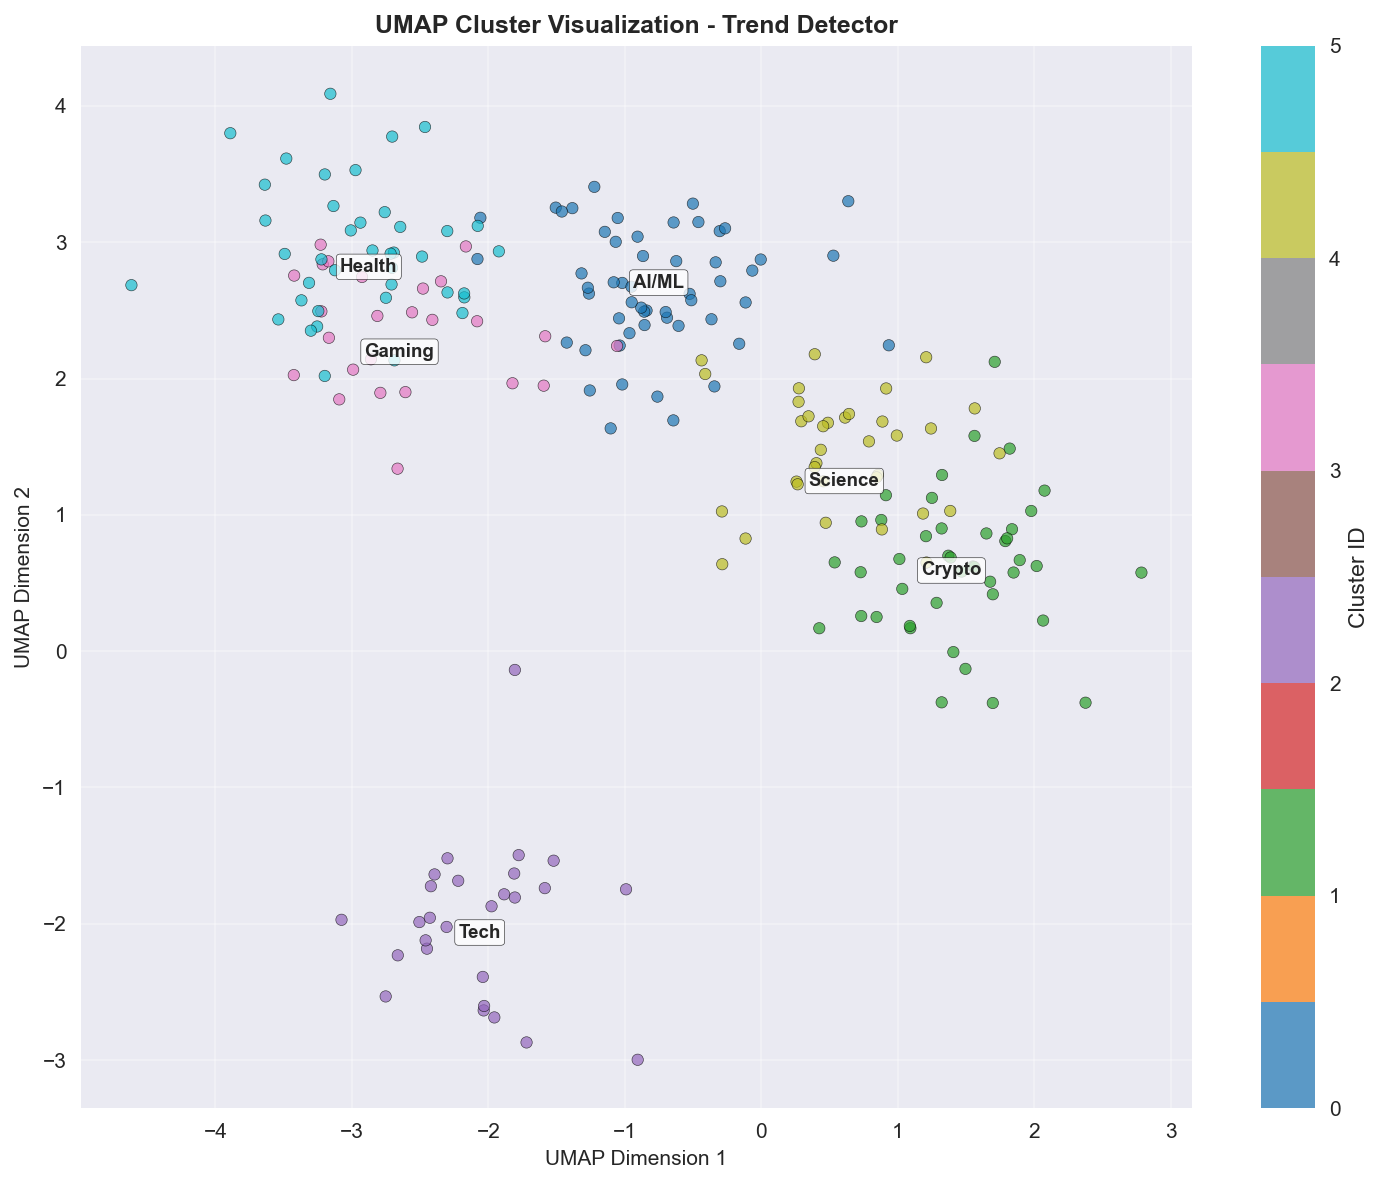 UMAP Cluster Visualization - Trend Detector
5
4
3
2
1
0
Cluster ID
4
3
2
1
0
−1
−2
−3
UMAP Dimension 2
Health
AI/ML
Gaming
Science
Crypto
Tech
−4
−3
−2
−1
0
1
2
3
UMAP Dimension 1